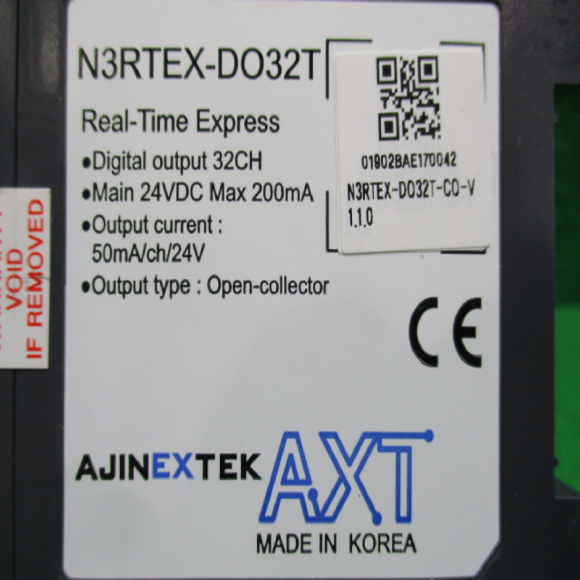 N3RTEX-DO32T
Real-Time Express
•Digital output 32CH
•Main 24VDC Max 200mA
•Output current :
50mA/ch/24V
•Output type : Open-collector
01902BAE170042
N3RTEX-DO32T-CO-V
1.1.0
VOID
IF REMOVED
CE
AJINEXTEK AXT
MADE IN KOREA